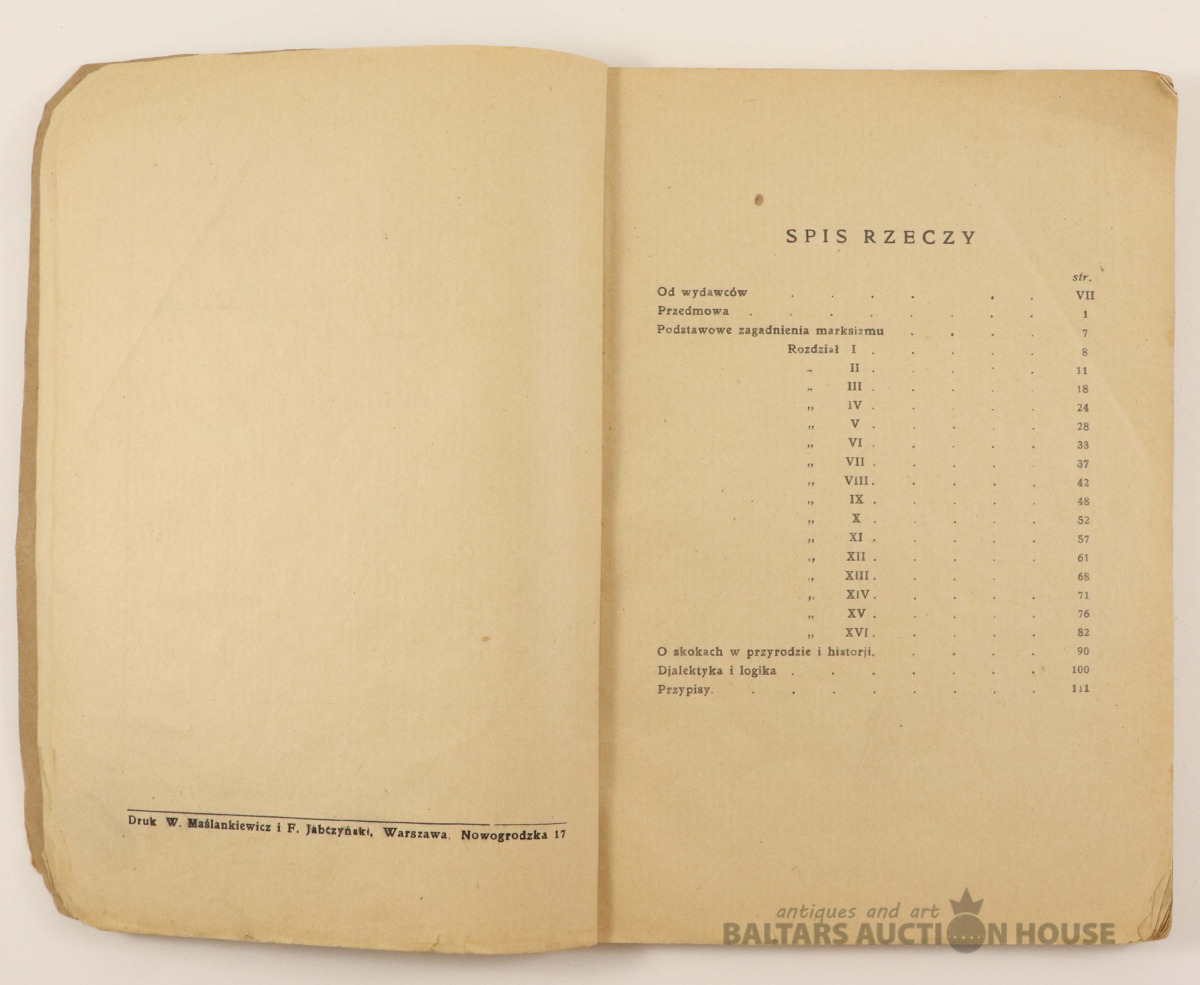 Druk W. Maślankiewicz i F. Jabczyński, Warszawa, Nowogrodzka 17
SPIS RZECZY
str.
Od wydawców . . . . . . VII
Przedmowa . . . . . . . . 1
Podstawowe zagadnienia marksizmu . . . . 7
Rozdział I . . . . . 8
„ II . . . . . 11
„ III . . . . . 18
„ IV . . . . . 24
„ V . . . . . 28
„ VI . . . . . 33
„ VII . . . . . 37
„ VIII . . . . . 42
„ IX . . . . . 48
„ X . . . . . 52
„ XI . . . . . 57
„ XII . . . . . 61
„ XIII . . . . . 68
„ XIV . . . . . 71
„ XV . . . . . 76
„ XVI . . . . . 82
O skokach w przyrodzie i historji. . . . . 90
Djalektyka i logika . . . . . . . 100
Przypisy. . . . . . . . . 111
antiques and art
BALTARS AUCTION HOUSE